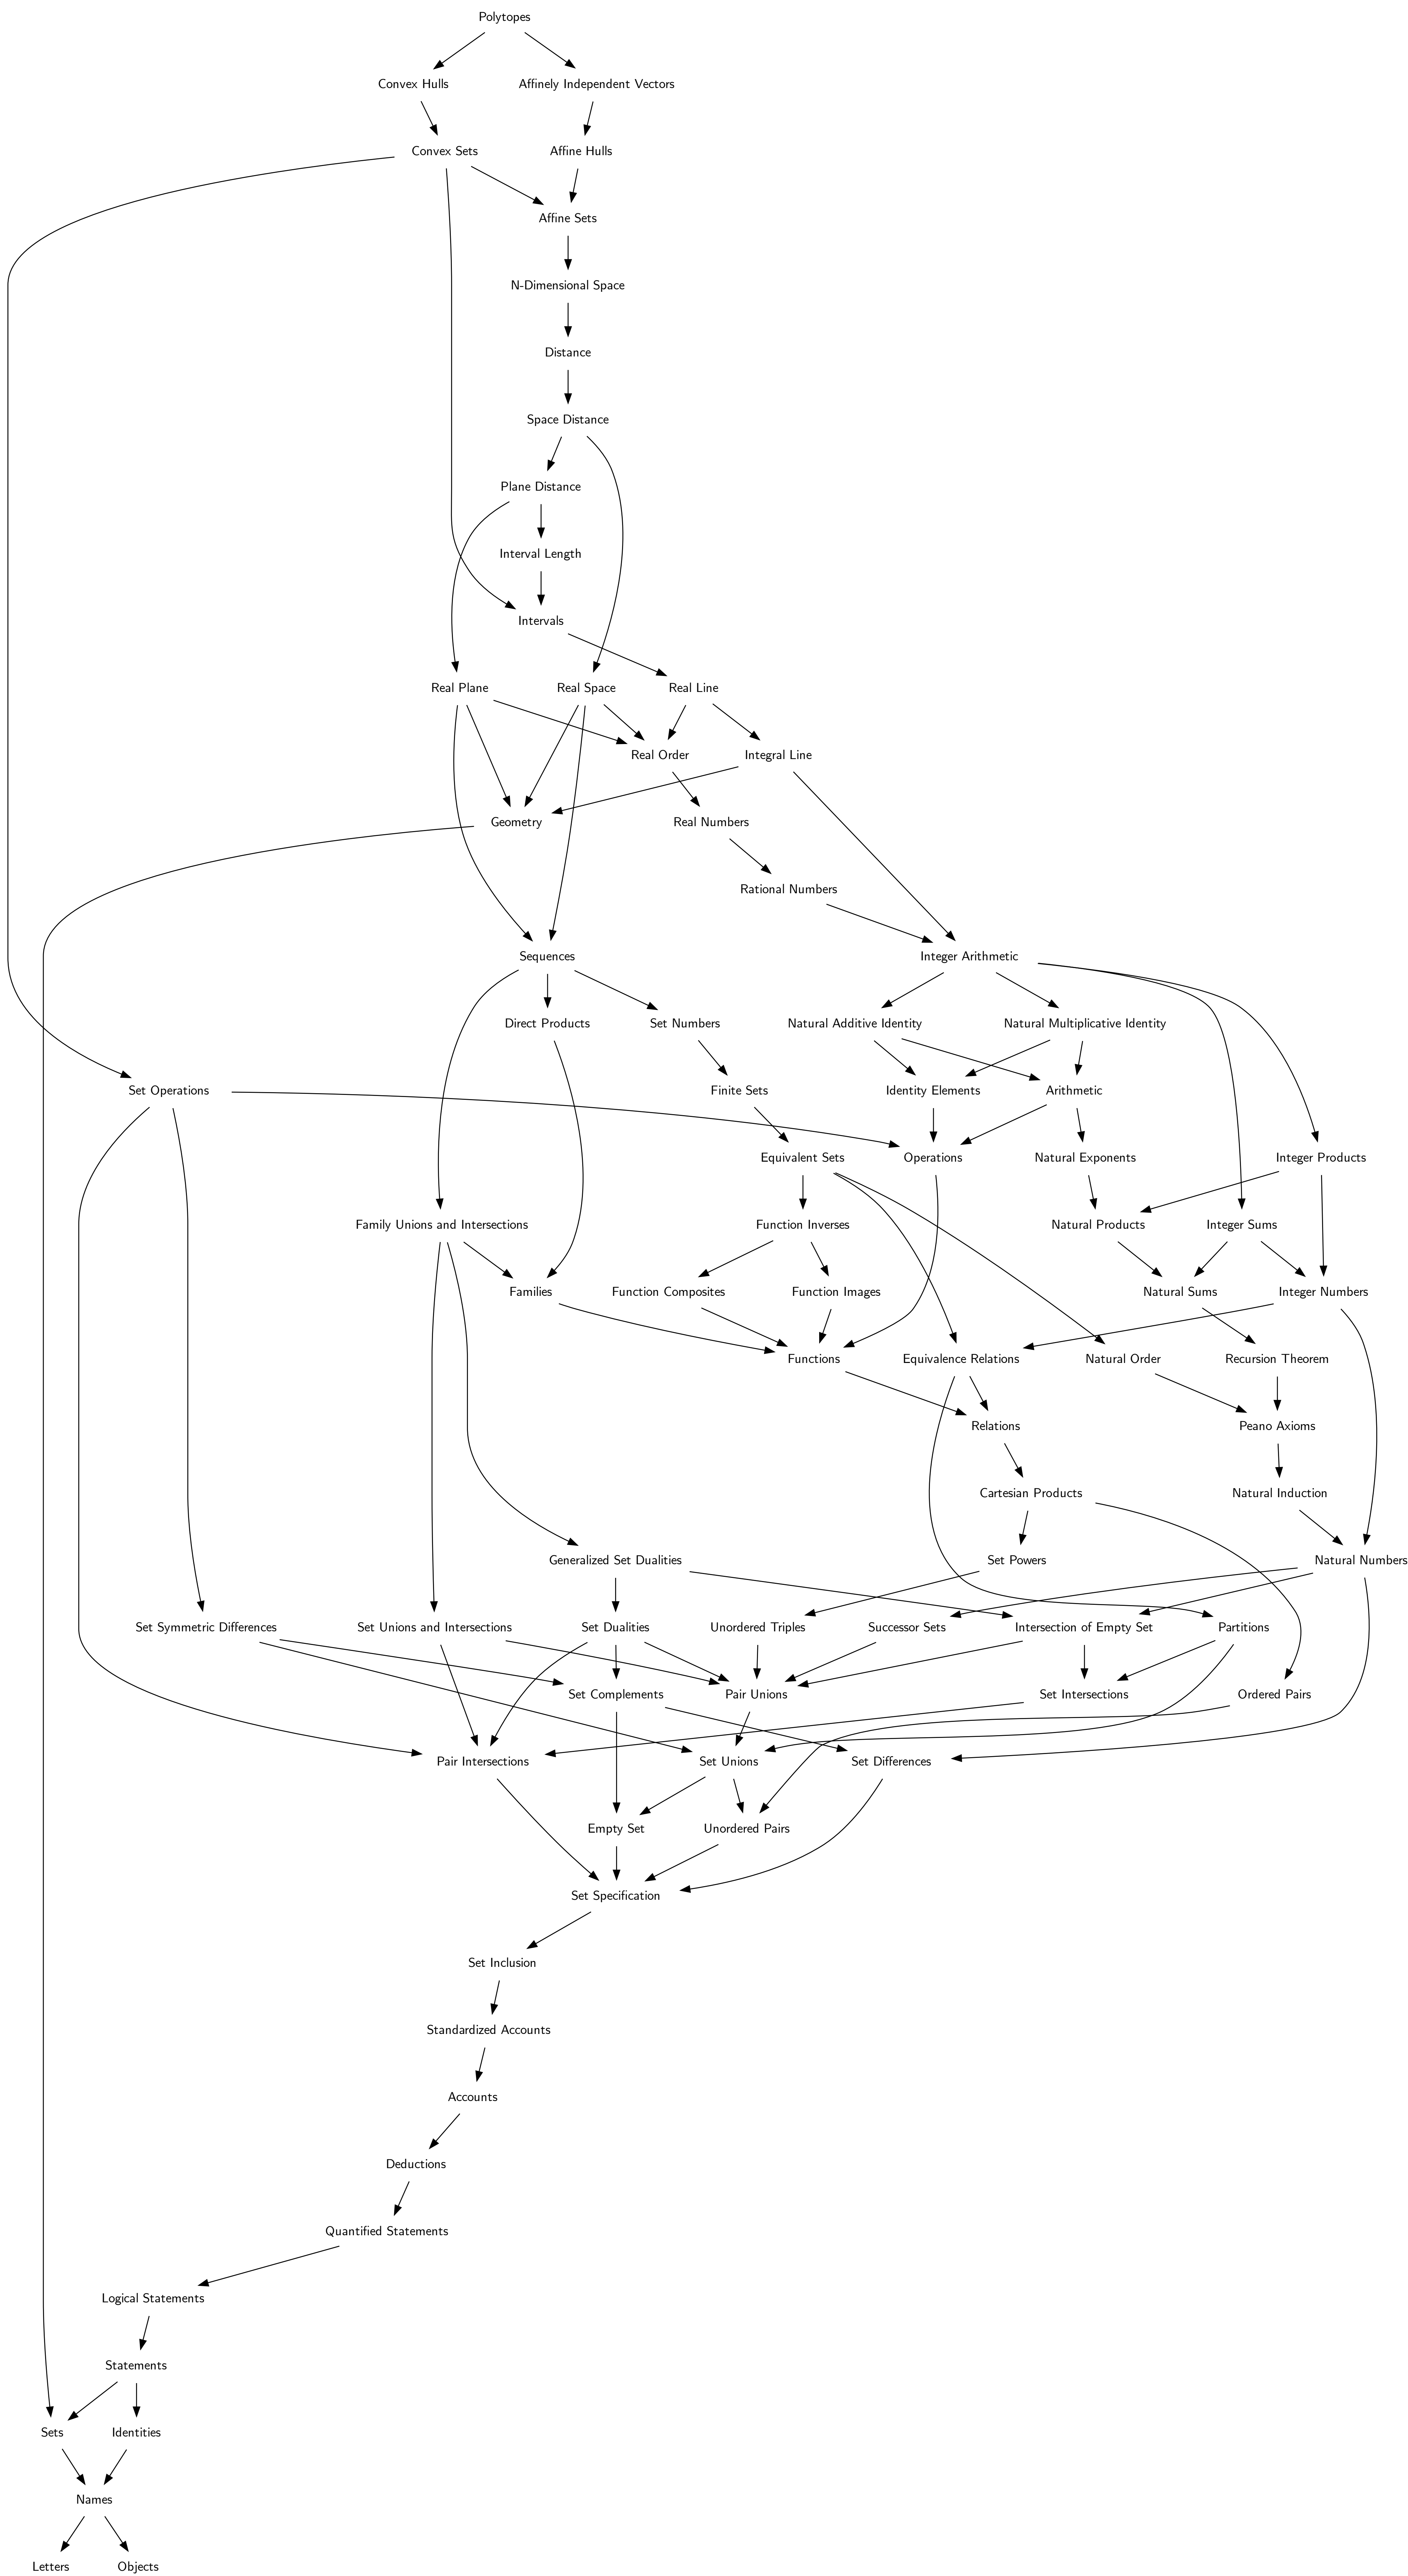 Polytopes
Convex Hulls
Affinely Independent Vectors
Convex Sets
Affine Hulls
Affine Sets
N-Dimensional Space
Distance
Space Distance
Plane Distance
Interval Length
Intervals
Real Plane
Real Space
Real Line
Real Order
Integral Line
Geometry
Real Numbers
Rational Numbers
Sequences
Integer Arithmetic
Direct Products
Set Numbers
Natural Additive Identity
Natural Multiplicative Identity
Set Operations
Finite Sets
Identity Elements
Arithmetic
Equivalent Sets
Operations
Natural Exponents
Integer Products
Family Unions and Intersections
Function Inverses
Natural Products
Integer Sums
Families
Function Composites
Function Images
Natural Sums
Integer Numbers
Functions
Equivalence Relations
Natural Order
Recursion Theorem
Relations
Peano Axioms
Cartesian Products
Natural Induction
Generalized Set Dualities
Set Powers
Natural Numbers
Set Symmetric Differences
Set Unions and Intersections
Set Dualities
Unordered Triples
Successor Sets
Intersection of Empty Set
Partitions
Set Complements
Pair Unions
Set Intersections
Ordered Pairs
Pair Intersections
Set Unions
Set Differences
Empty Set
Unordered Pairs
Set Specification
Set Inclusion
Standardized Accounts
Accounts
Deductions
Quantified Statements
Logical Statements
Statements
Sets
Identities
Names
Letters
Objects